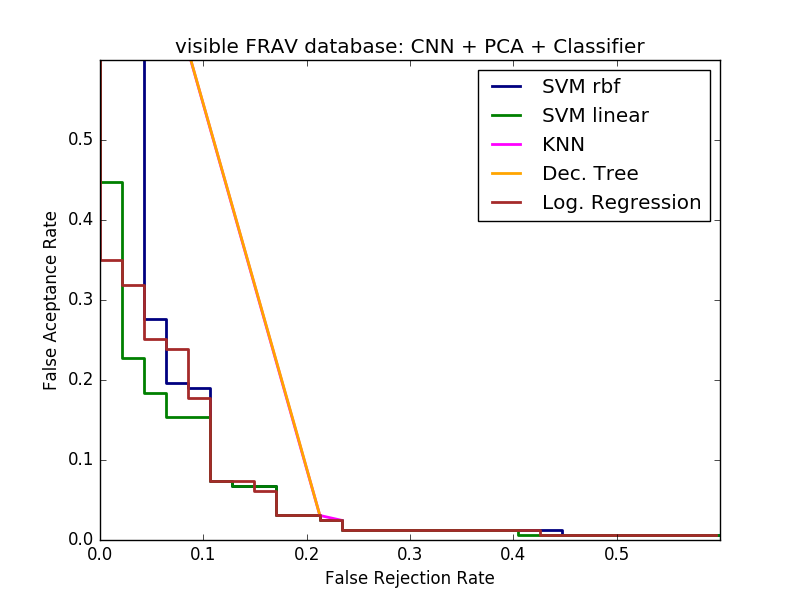 visible FRAV database: CNN + PCA + Classifier
SVM rbf
SVM linear
KNN
Dec. Tree
Log. Regression
False Aceptance Rate
0.5
0.4
0.3
0.2
0.1
0.0
0.0 0.1 0.2 0.3 0.4 0.5
False Rejection Rate